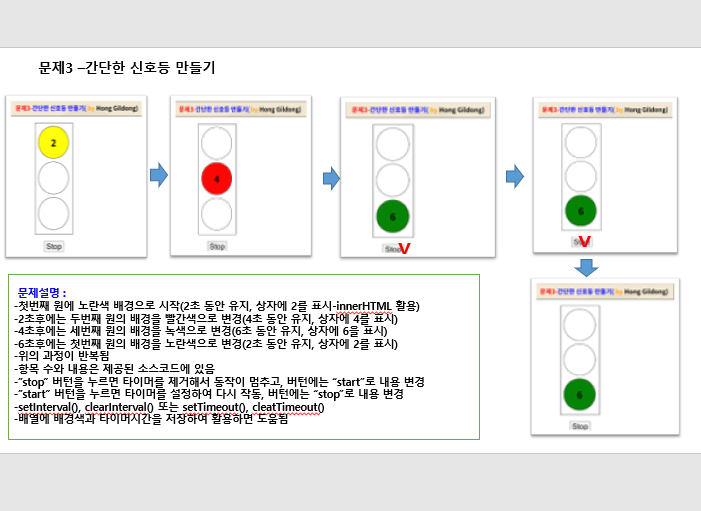 문제3 –간단한 신호등 만들기
문제3-간단한 신호등 만들기( by Hong Gildong)
2
Stop
문제3-간단한 신호등 만들기( by Hong Gildong)
4
Stop
문제3-간단한 신호등 만들기( by Hong Gildong)
6
Stop
V
문제3-간단한 신호등 만들기( by Hong Gildong)
6
V
문제3-간단한 신호등 만들기( by Hong Gildong)
6
Stop
문제설명 :
-첫번째 원에 노란색 배경으로 시작(2초 동안 유지, 상자에 2를 표시-innerHTML 활용)
-2초후에는 두번째 원의 배경을 빨간색으로 변경(4초 동안 유지, 상자에 4를 표시)
-4초후에는 세번째 원의 배경을 녹색으로 변경(6초 동안 유지, 상자에 6을 표시)
-6초후에는 첫번째 원의 배경을 노란색으로 변경(2초 동안 유지, 상자에 2를 표시)
-위의 과정이 반복됨
-항목 수와 내용은 제공된 소스코드에 있음
-"stop" 버턴을 누르면 타이머를 제거해서 동작이 멈추고, 버턴에는 "start"로 내용 변경
-"start" 버턴을 누르면 타이머를 설정하여 다시 작동, 버턴에는 "stop"로 내용 변경
-setInterval(), clearInterval() 또는 setTimeout(), cleatTimeout()
-배열에 배경색과 타이머시간을 저장하여 활용하면 도움됨